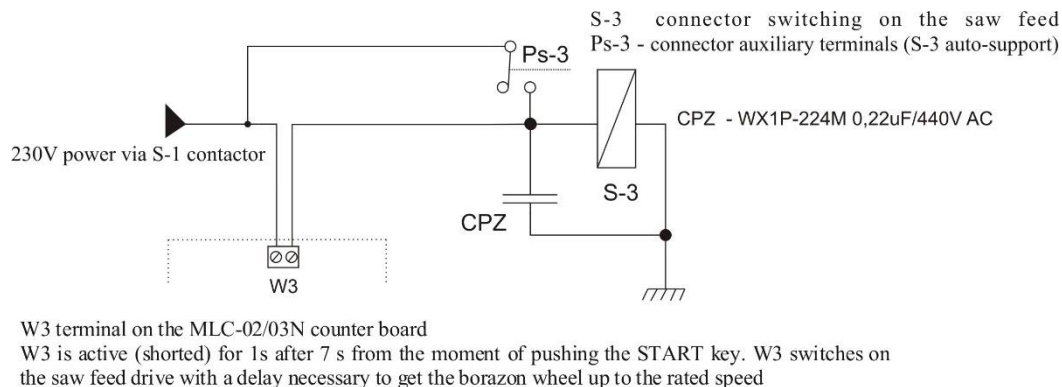 S-3 connector switching on the saw feed
Ps-3 - connector auxiliary terminals (S-3 auto-support)
Ps-3
CPZ - WX1P-224M 0,22uF/440V AC
230V power via S-1 contactor
S-3
CPZ
W3
W3 terminal on the MLC-02/03N counter board
W3 is active (shorted) for 1s after 7 s from the moment of pushing the START key. W3 switches on
the saw feed drive with a delay necessary to get the borazon wheel up to the rated speed